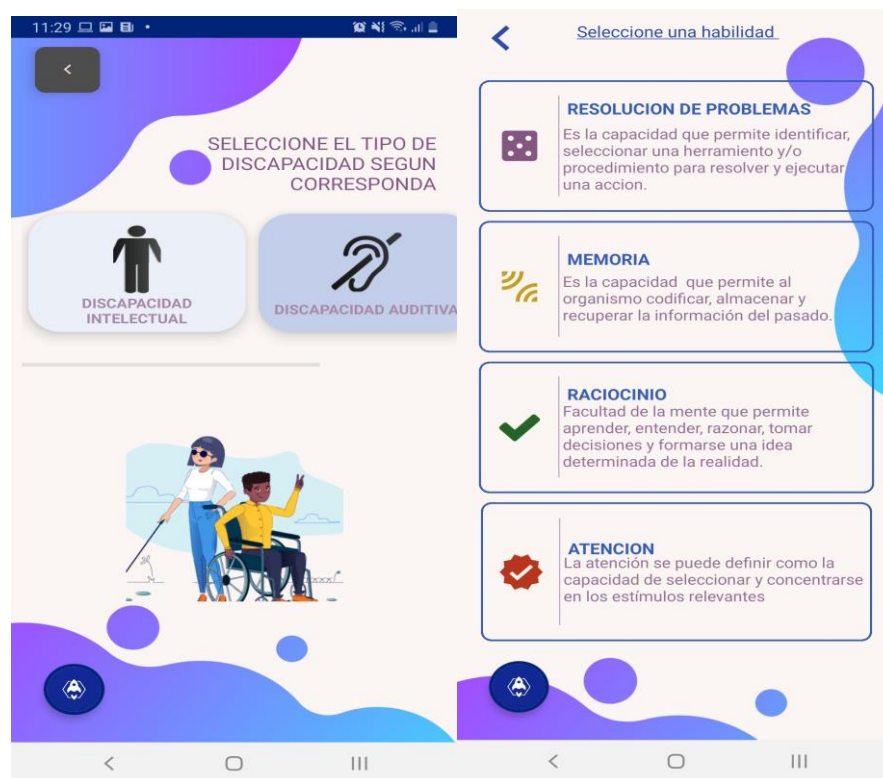 11:29
SELECCIONE EL TIPO DE
DISCAPACIDAD SEGUN
CORRESPONDA
DISCAPACIDAD
INTELECTUAL
DISCAPACIDAD AUDITIVA
Seleccione una habilidad
RESOLUCION DE PROBLEMAS
Es la capacidad que permite identificar,
seleccionar una herramiento y/o
procedimiento para resolver y ejecutar
una accion.
MEMORIA
Es la capacidad que permite al
organismo codificar, almacenar y
recuperar la información del pasado.
RACIOCINIO
Facultad de la mente que permite
aprender, entender, razonar, tomar
decisiones y formarse una idea
determinada de la realidad.
ATENCION
La atención se puede definir como la
capacidad de seleccionar y concentrarse
en los estímulos relevantes